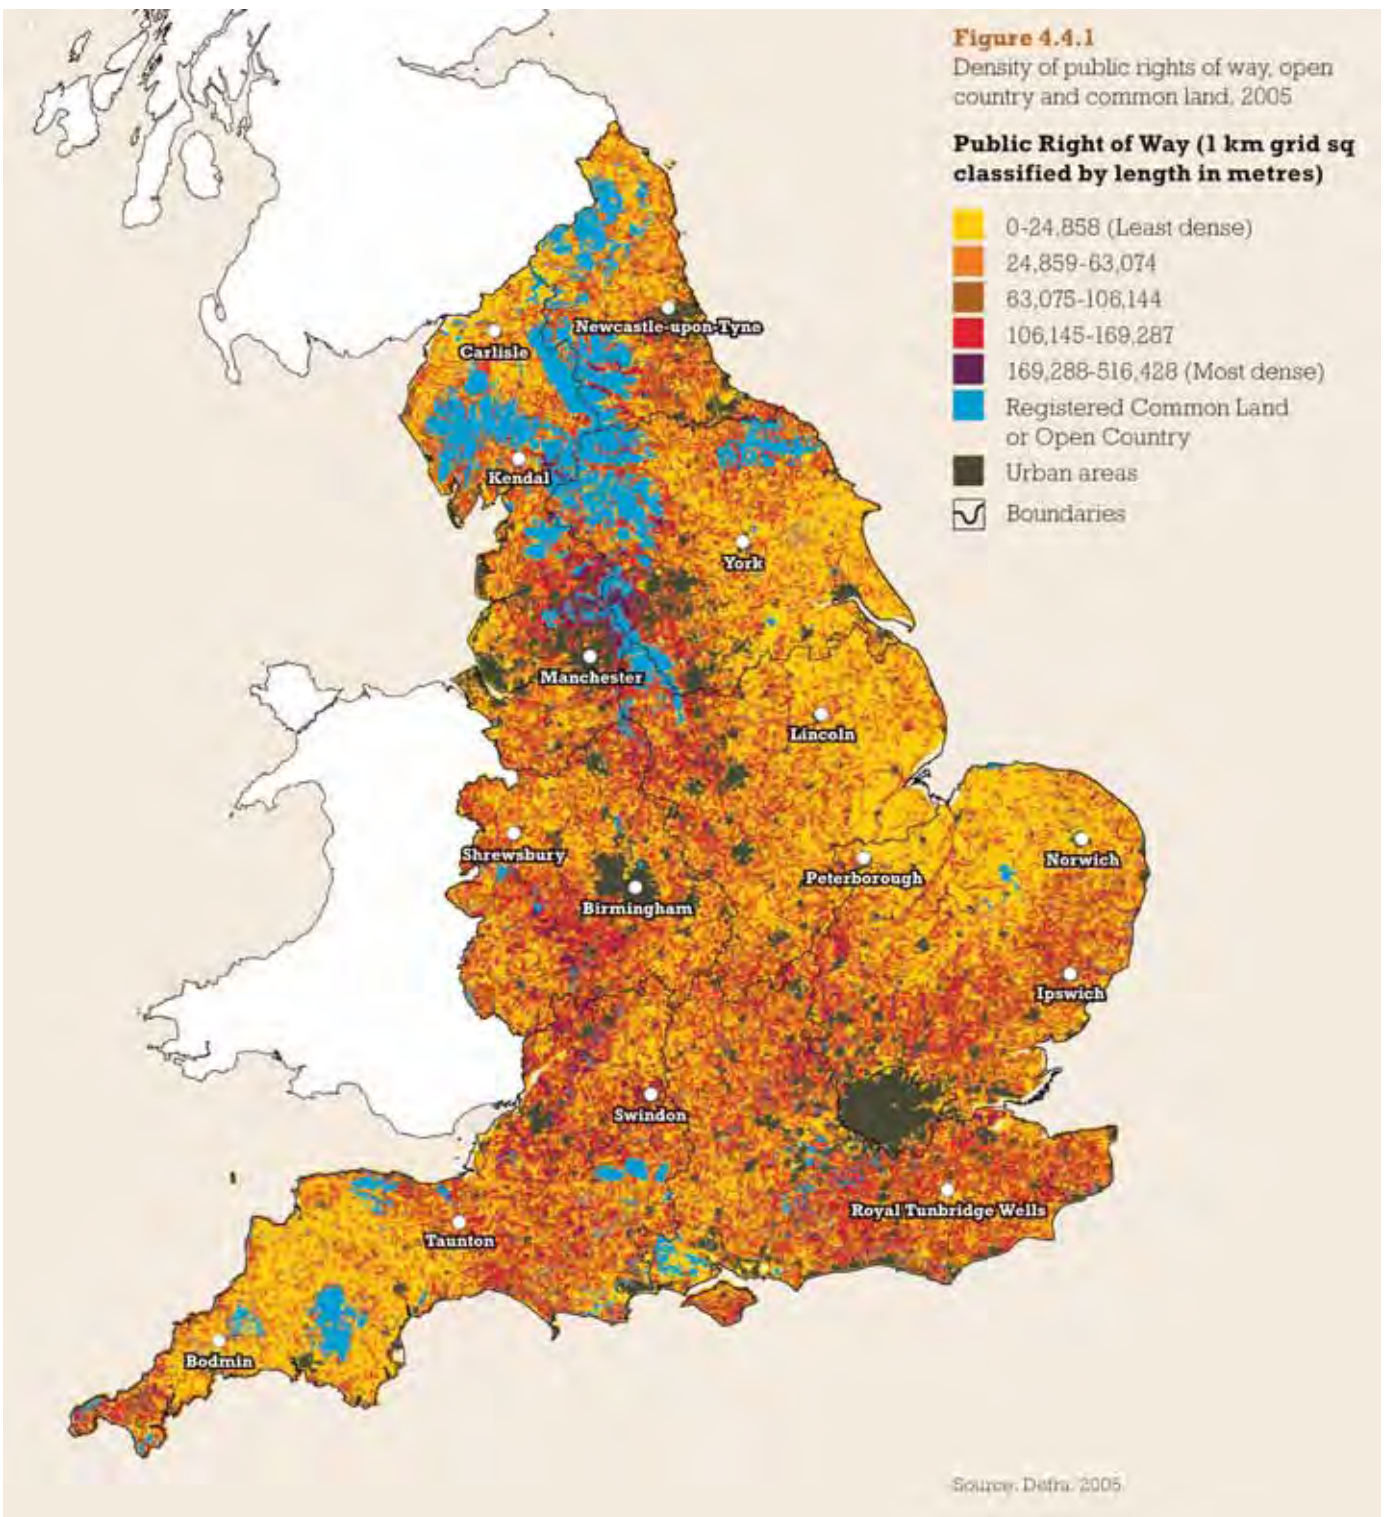 Figure 4.4.1
Density of public rights of way, open
country and common land, 2005
Public Right of Way (1 km grid sq
classified by length in metres)
0-24,858 (Least dense)
24,859-63,074
63,075-106,144
106,145-169,287
169,288-516,428 (Most dense)
Registered Common Land
or Open Country
Urban areas
Boundaries
Newcastle-upon-Tyne
Carlisle
Kendal
York
Manchester
Lincoln
Shrewsbury
Norwich
Peterborough
Birmingham
Ipswich
Swindon
Royal Tunbridge Wells
Taunton
Bodmin
Source: Defra, 2005